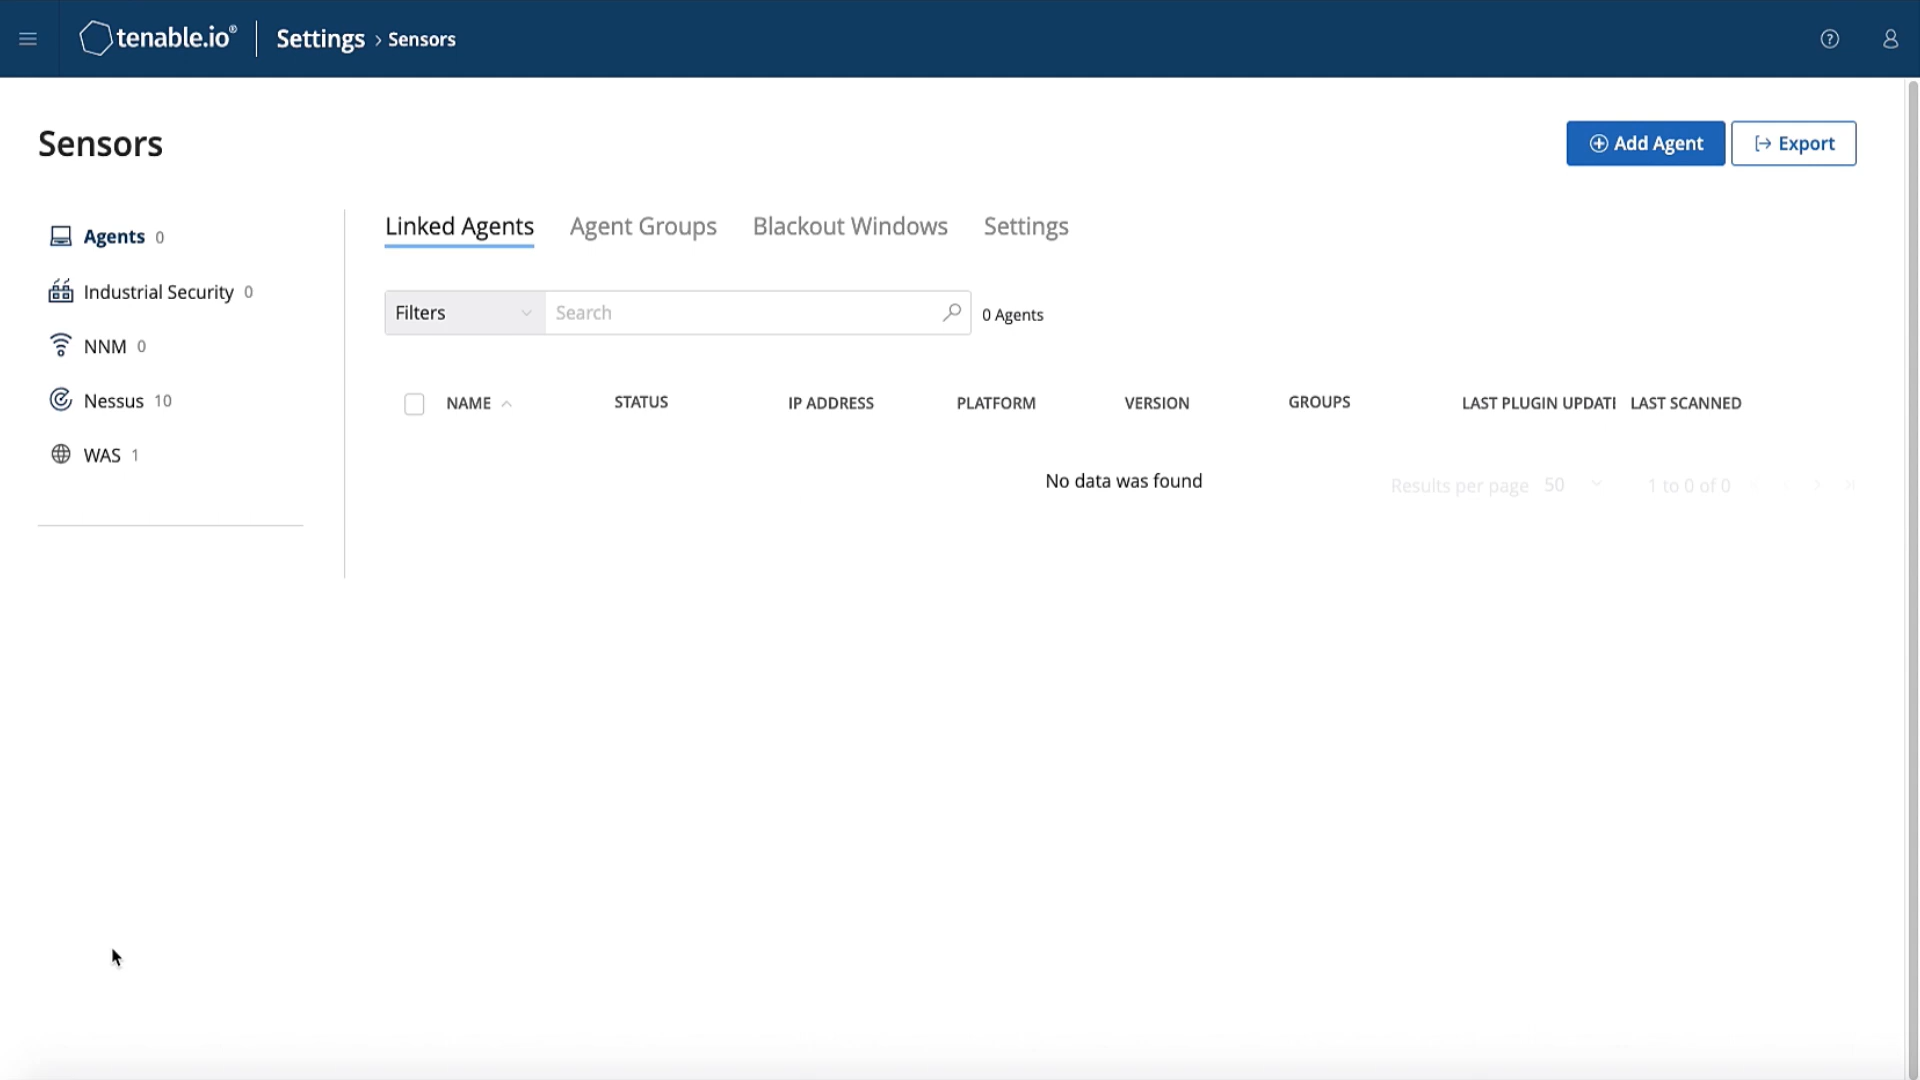 tenable.io® Settings > Sensors
Sensors
Add Agent
Export
Agents 0
Industrial Security 0
NNM 0
Nessus 10
WAS 1
Linked Agents Agent Groups Blackout Windows Settings
Filters Search 0 Agents
NAME STATUS IP ADDRESS PLATFORM VERSION GROUPS LAST PLUGIN UPDATI LAST SCANNED
No data was found
Results per page 50 1 to 0 of 0